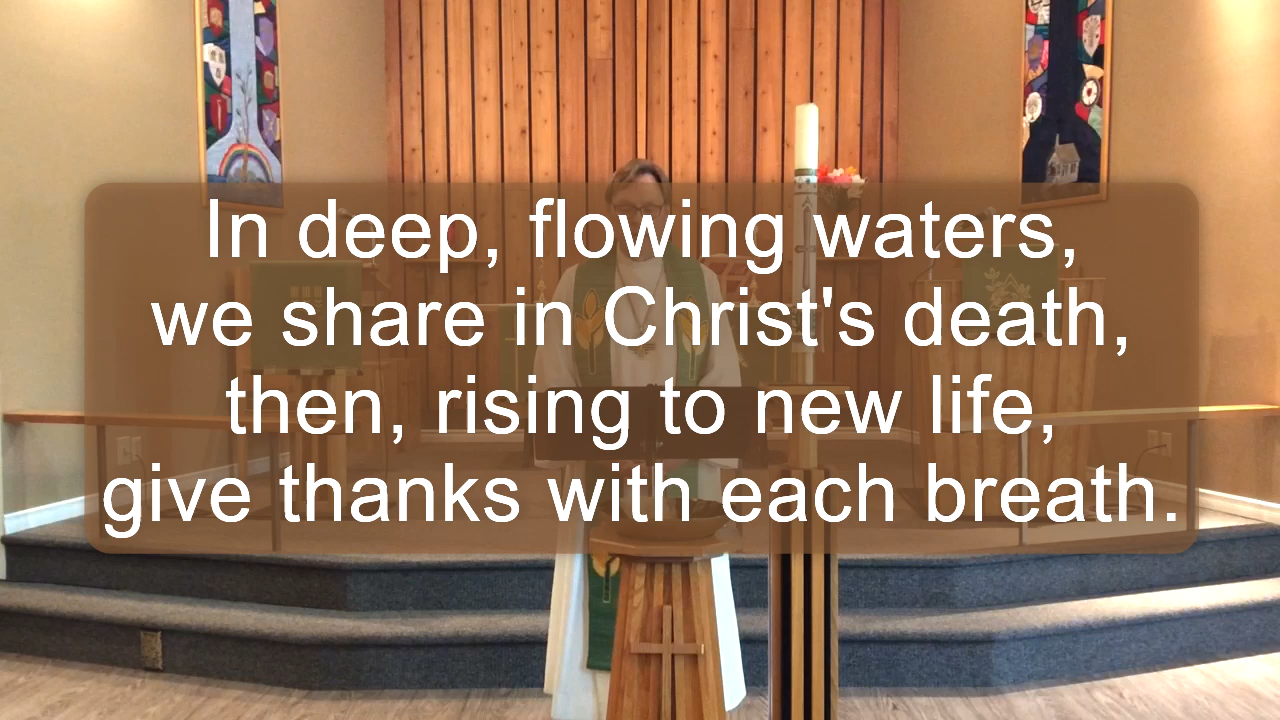 In deep, flowing waters,
we share in Christ's death,
then, rising to new life,
give thanks with each breath.